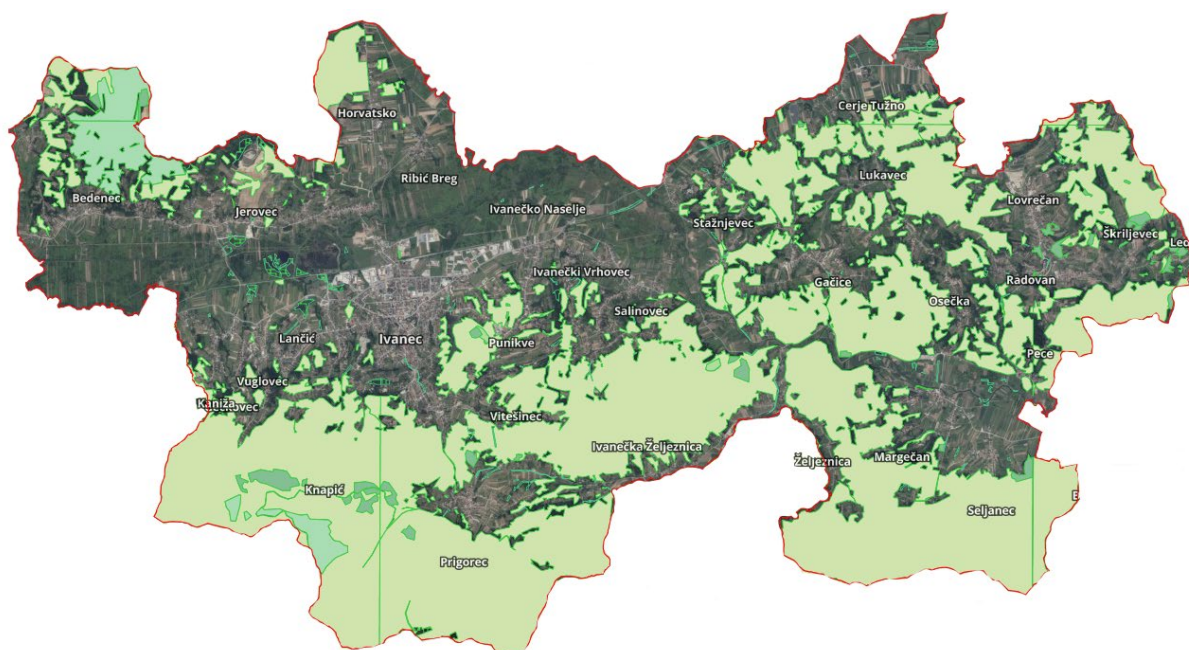 Cerje Tužno
Horvatsko
Lukavec
Ribić Breg
Bedenec
Lovrečan
Jerovec
Ivanečko Naselje
Stažnjevec
Škriljevec
Ivanečki Vrhovec
Gačice
Radovan
Osečka
Salinovec
Lančić
Ivanec
Punikve
Pece
Vuglovec
Kaniža
Vitešinec
Ivanečka Željeznica
Margečan
Željeznica
Knapić
Seljanec
Prigorec